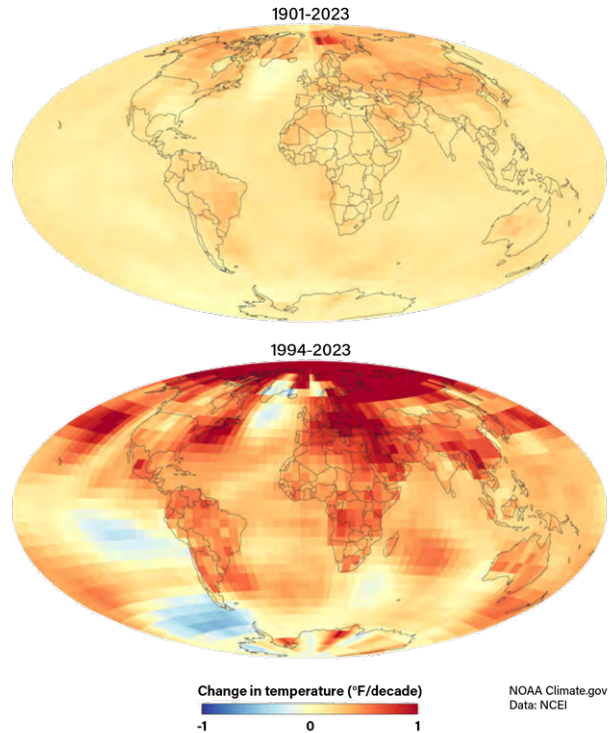 1901-2023
1994-2023
Change in temperature (°F/decade)
-1
0
1
NOAA Climate.gov
Data: NCEI